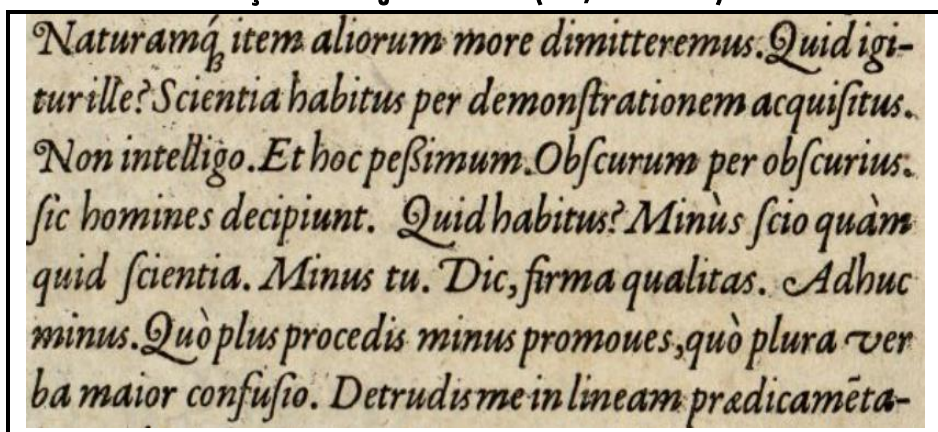 Naturamq́ꝫ item aliorum more dimitteremus. Quid igi-
tur ille? Scientia habitus per demonſtrationem acquiſitus.
Non intelligo. Et hoc peßimum. Obſcurum per obſcurius.
ſic homines decipiunt. Quid habitus? Minùs ſcio quàm
quid ſcientia. Minus tu. Dic, firma qualitas. Adhuc
minus. Quò plus procedis minus promoues, quò plura ver
ba maior confuſio. Detrudis me in lineam prædicamẽta-